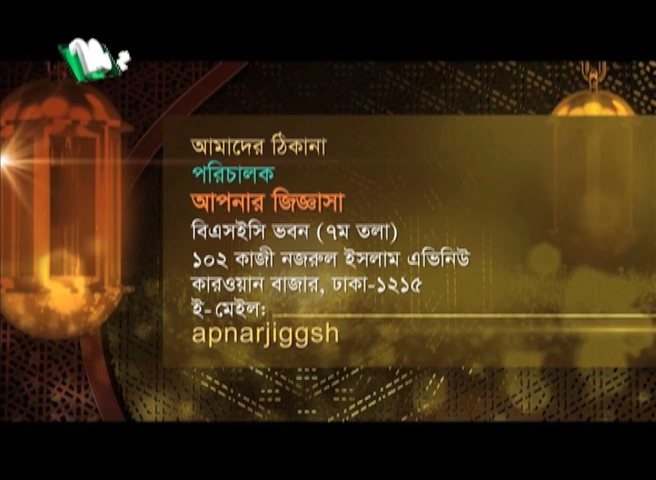 আমাদের ঠিকানা
পরিচালক
আপনার জিজ্ঞাসা
বিএসইসি ভবন (৭ম তলা)
১০২ কাজী নজরুল ইসলাম এভিনিউ
কারওয়ান বাজার, ঢাকা-১২১৫
ই-মেইল:
apnarjiggsh